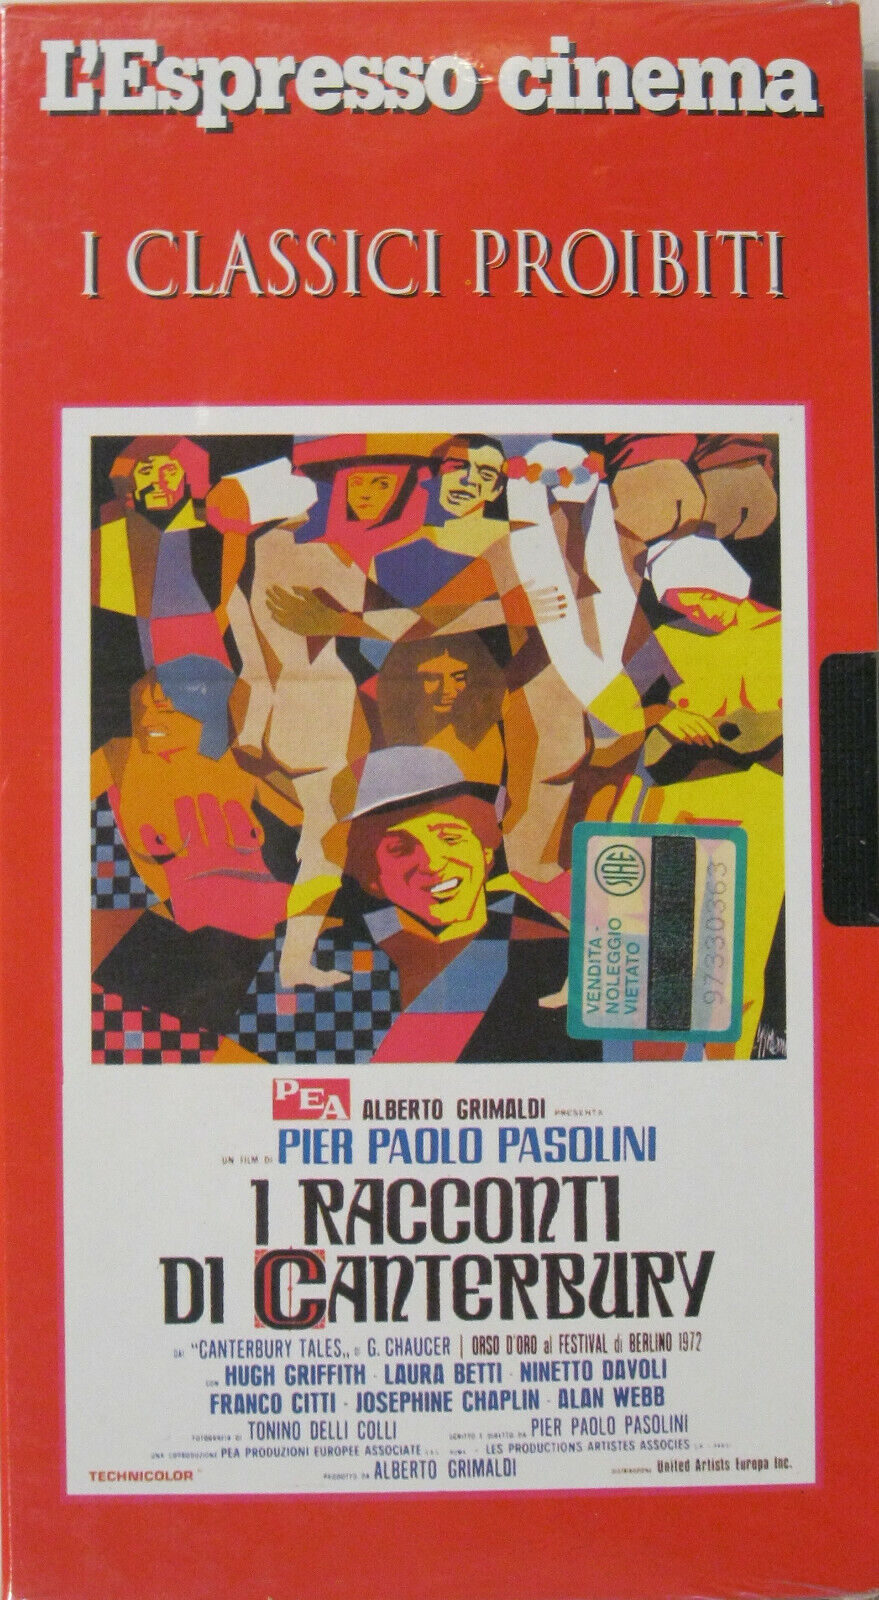 L'Espresso cinema
I CLASSICI PROIBITI
SIAE
VENDITA -
NOLEGGIO
VIETATO
97330363
PEA ALBERTO GRIMALDI PRESENTA
UN FILM DI PIER PAOLO PASOLINI
I RACCONTI
DI CANTERBURY
DAI "CANTERBURY TALES" DI G. CHAUCER | ORSO D'ORO al FESTIVAL di BERLINO 1972
CON HUGH GRIFFITH · LAURA BETTI · NINETTO DAVOLI
FRANCO CITTI · JOSEPHINE CHAPLIN · ALAN WEBB
FOTOGRAFIA DI TONINO DELLI COLLI SCRITTO E DIRETTO DA PIER PAOLO PASOLINI
UNA COPRODUZIONE PEA PRODUZIONI EUROPEE ASSOCIATE ROMA - LES PRODUCTIONS ARTISTES ASSOCIES
TECHNICOLOR PRODOTTO DA ALBERTO GRIMALDI DISTRIBUZIONE United Artists Europa Inc.